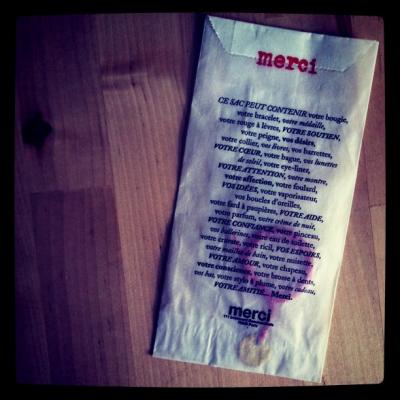 merci
CE SAC PEUT CONTENIR votre bougie,
votre bracelet, votre médaille,
votre rouge à lèvres, VOTRE SOUTIEN,
votre peigne, vos désirs,
votre collier, vos livres, vos barrettes,
VOTRE CŒUR, votre bague, vos lunettes
de soleil, votre eye-liner,
VOTRE ATTENTION, votre montre,
votre affection, votre foulard,
VOS IDÉES, votre vaporisateur,
vos boucles d'oreilles,
votre fard à paupières, VOTRE AIDE,
votre parfum, votre crème de nuit,
VOTRE CONFIANCE, votre pinceau,
vos ballerines, votre eau de toilette,
votre cravate, votre ricil, VOS ESPOIRS,
votre maillot de bain, votre noisette,
VOTRE AMOUR, votre chapeau,
votre conscience, votre brosse à dents,
vos bas, votre stylo à plume, votre cadeau,
VOTRE AMITIÉ... Merci.
merci